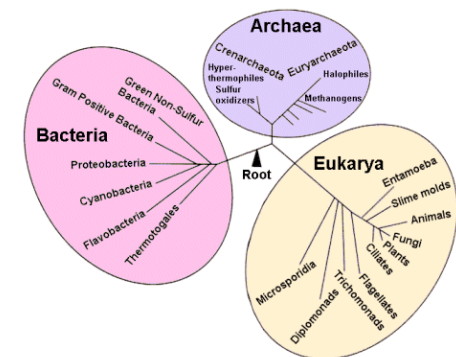 Archaea
Crenarchaeota
Euryarchaeota
Hyper-
thermophiles
Sulfur
oxidizers
Halophiles
Methanogens
Bacteria
Green Non-Sulfur
Bacteria
Gram Positive Bacteria
Proteobacteria
Cyanobacteria
Flavobacteria
Thermotogales
Root
Eukarya
Entamoeba
Slime molds
Animals
Fungi
Plants
Ciliates
Flagellates
Trichomonads
Diplomonads
Microsporidia